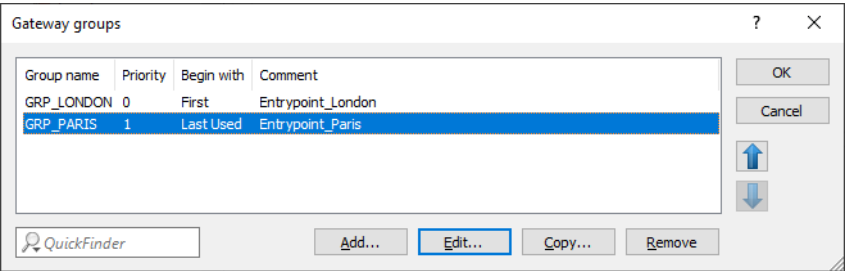 Gateway groups ? ×
Group name Priority Begin with Comment
GRP_LONDON 0 First Entrypoint_London
GRP_PARIS 1 Last Used Entrypoint_Paris
OK
Cancel
QuickFinder Add... Edit... Copy... Remove